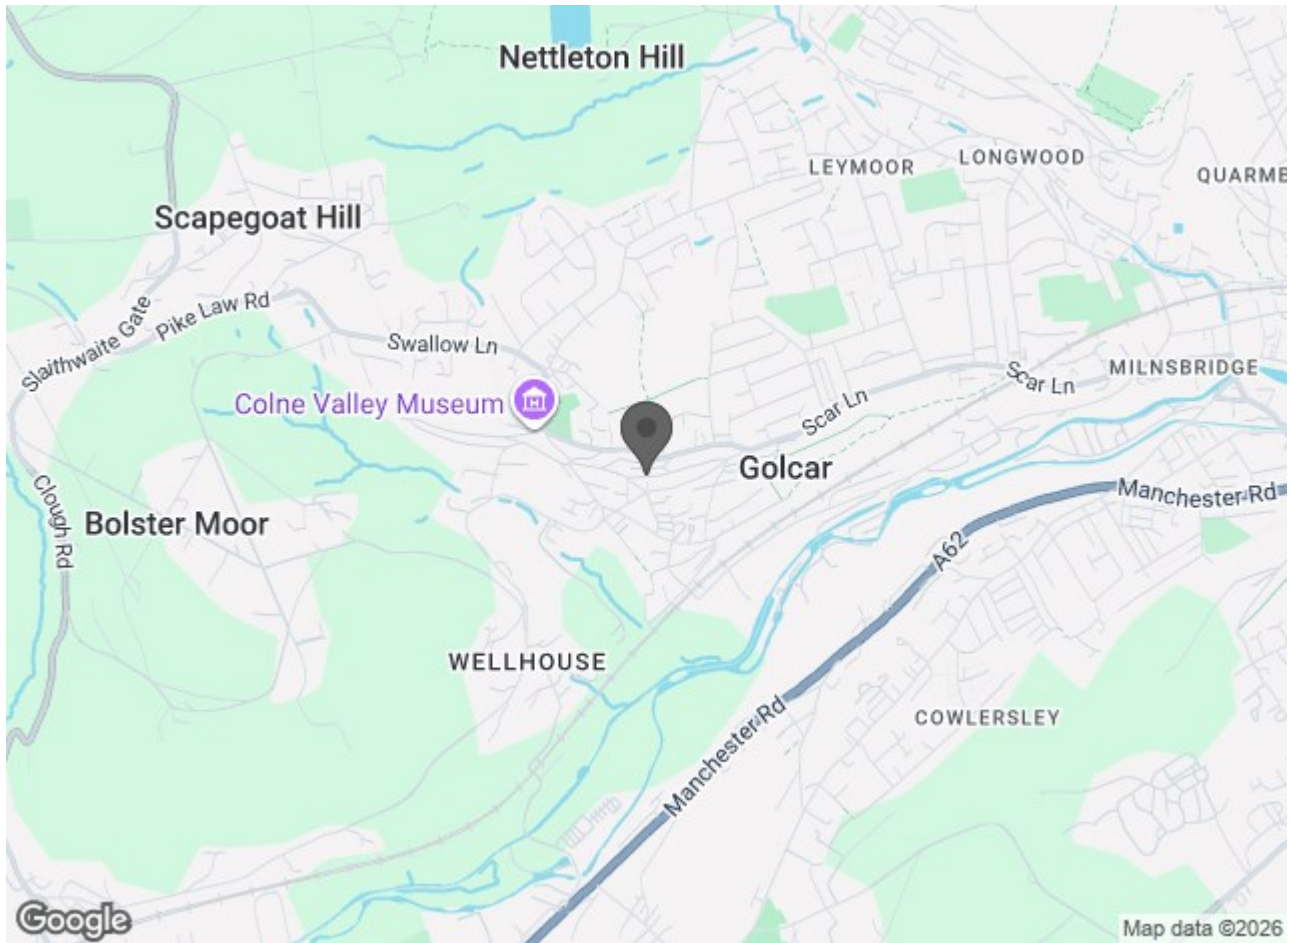 Nettleton Hill
LEYMOOR
LONGWOOD
QUARMB
Scapegoat Hill
Slaithwaite Gate
Pike Law Rd
Swallow Ln
Colne Valley Museum
Scar Ln
Scar Ln
MILNSBRIDGE
Golcar
Clough Rd
Bolster Moor
Manchester Rd
A62
WELLHOUSE
COWLERSLEY
Manchester Rd
Google
Map data ©2026